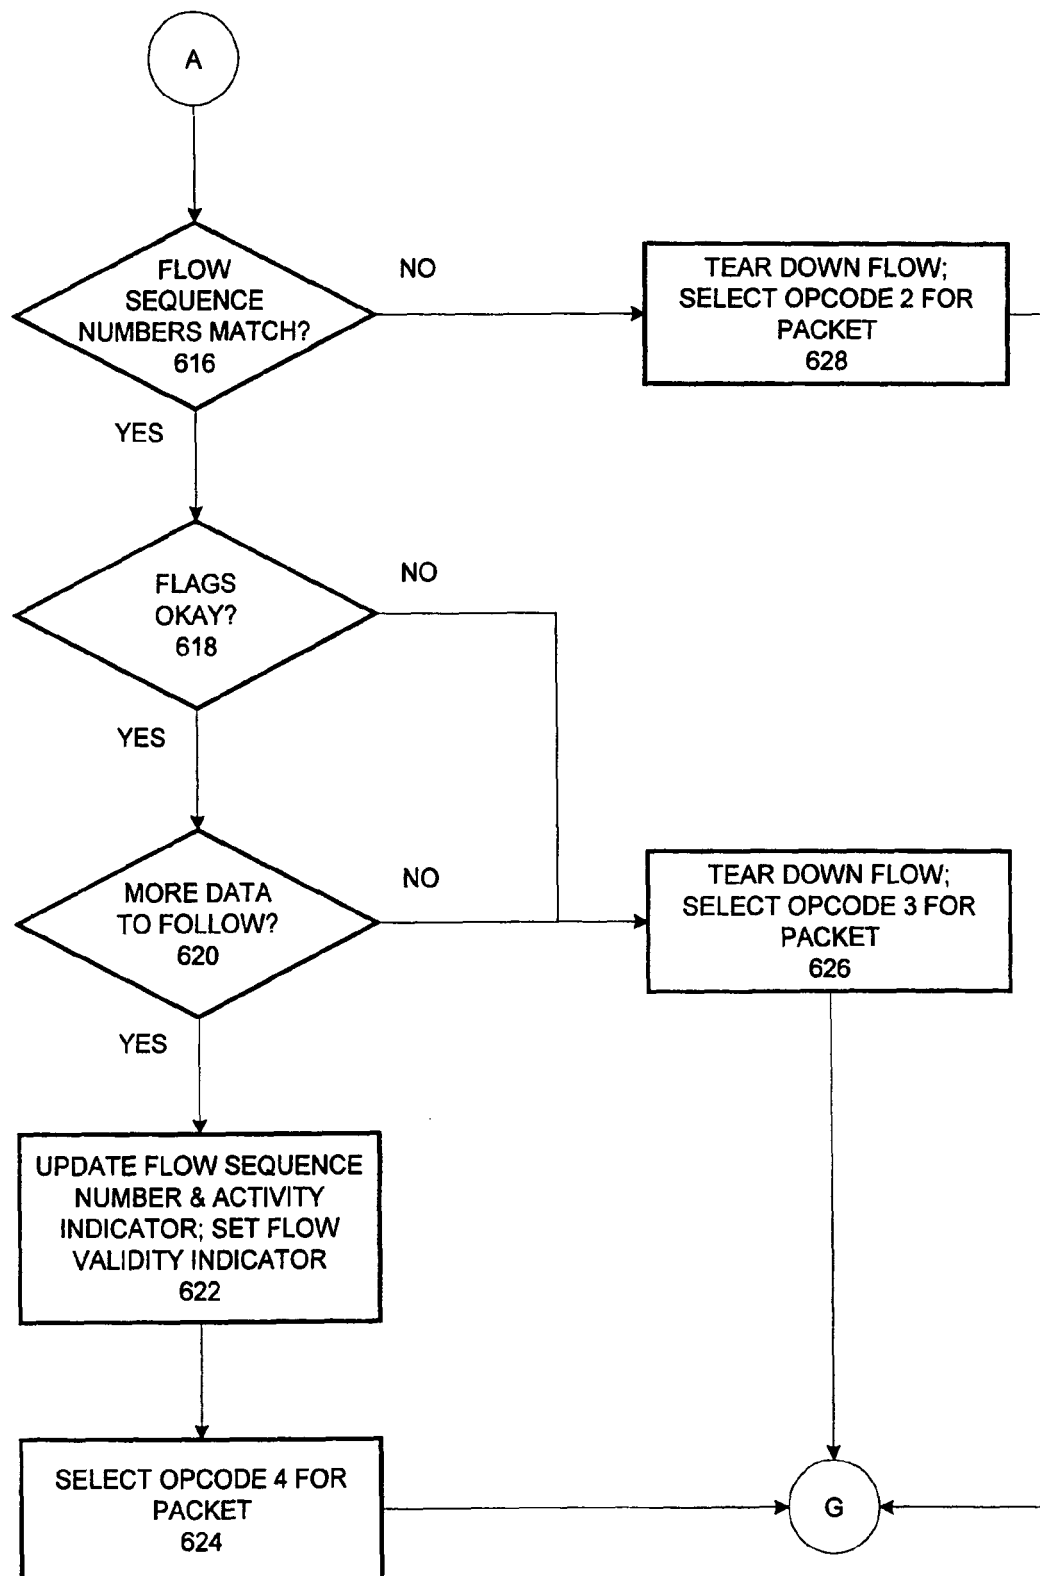 A
FLOW
SEQUENCE
NUMBERS MATCH?
616
NO
TEAR DOWN FLOW;
SELECT OPCODE 2 FOR
PACKET
628
YES
FLAGS
OKAY?
618
NO
YES
MORE DATA
TO FOLLOW?
620
NO
TEAR DOWN FLOW;
SELECT OPCODE 3 FOR
PACKET
626
YES
UPDATE FLOW SEQUENCE
NUMBER & ACTIVITY
INDICATOR; SET FLOW
VALIDITY INDICATOR
622
SELECT OPCODE 4 FOR
PACKET
624
G